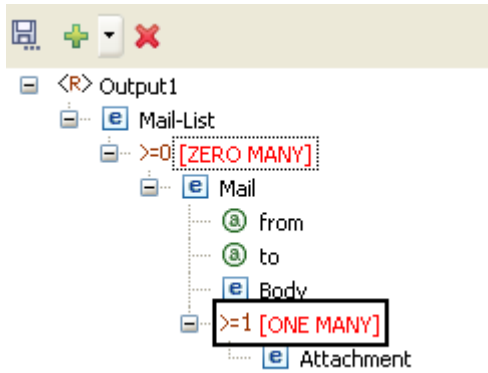 <R> Output1
e Mail-List
>=0 [ZERO MANY]
e Mail
a from
a to
e Body
>=1 [ONE MANY]
e Attachment